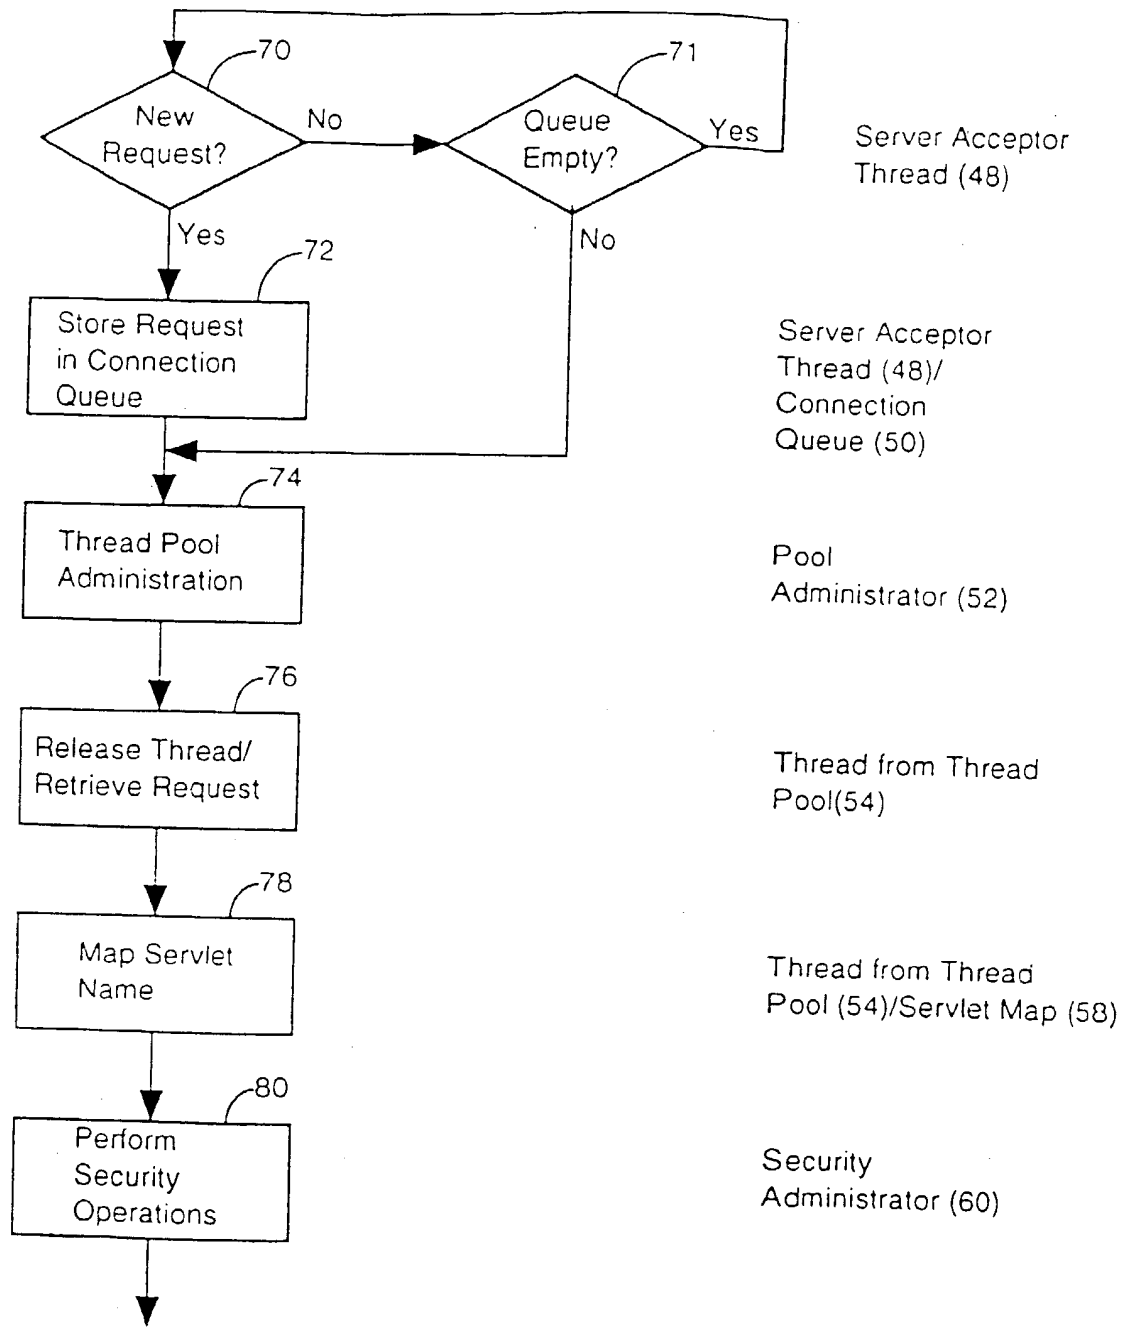 70
New
Request?
No
71
Queue
Empty?
Yes
Server Acceptor
Thread (48)
Yes
No
72
Store Request
in Connection
Queue
Server Acceptor
Thread (48)/
Connection
Queue (50)
74
Thread Pool
Administration
Pool
Administrator (52)
76
Release Thread/
Retrieve Request
Thread from Thread
Pool(54)
78
Map Servlet
Name
Thread from Thread
Pool (54)/Servlet Map (58)
80
Perform
Security
Operations
Security
Administrator (60)